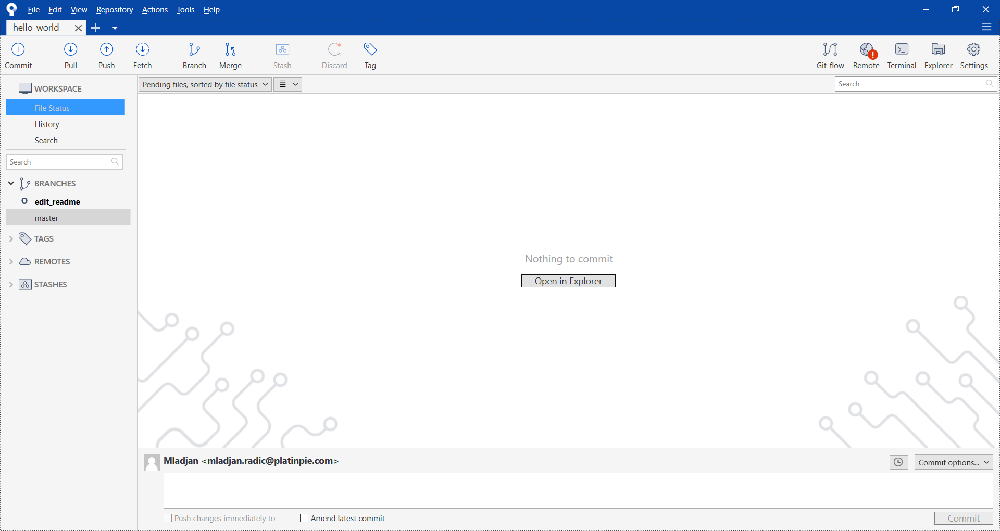 File Edit View Repository Actions Tools Help
hello_world
Commit Pull Push Fetch Branch Merge Stash Discard Tag Git-flow Remote Terminal Explorer Settings
WORKSPACE
File Status
History
Search
Search
BRANCHES
edit_readme
master
TAGS
REMOTES
STASHES
Pending files, sorted by file status
Search
Nothing to commit
Open in Explorer
Mladjan <mladjan.radic@platinpie.com>
Commit options...
Push changes immediately to -
Amend latest commit
Commit